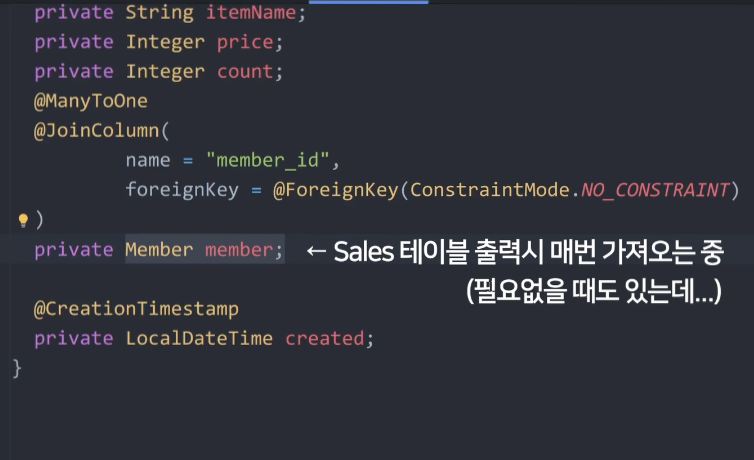 private String itemName;
private Integer price;
private Integer count;
@ManyToOne
@JoinColumn(
name = "member_id",
foreignKey = @ForeignKey(ConstraintMode.NO_CONSTRAINT)
)
private Member member; ← Sales 테이블 출력시 매번 가져오는 중
(필요없을 때도 있는데...)
@CreationTimestamp
private LocalDateTime created;
}